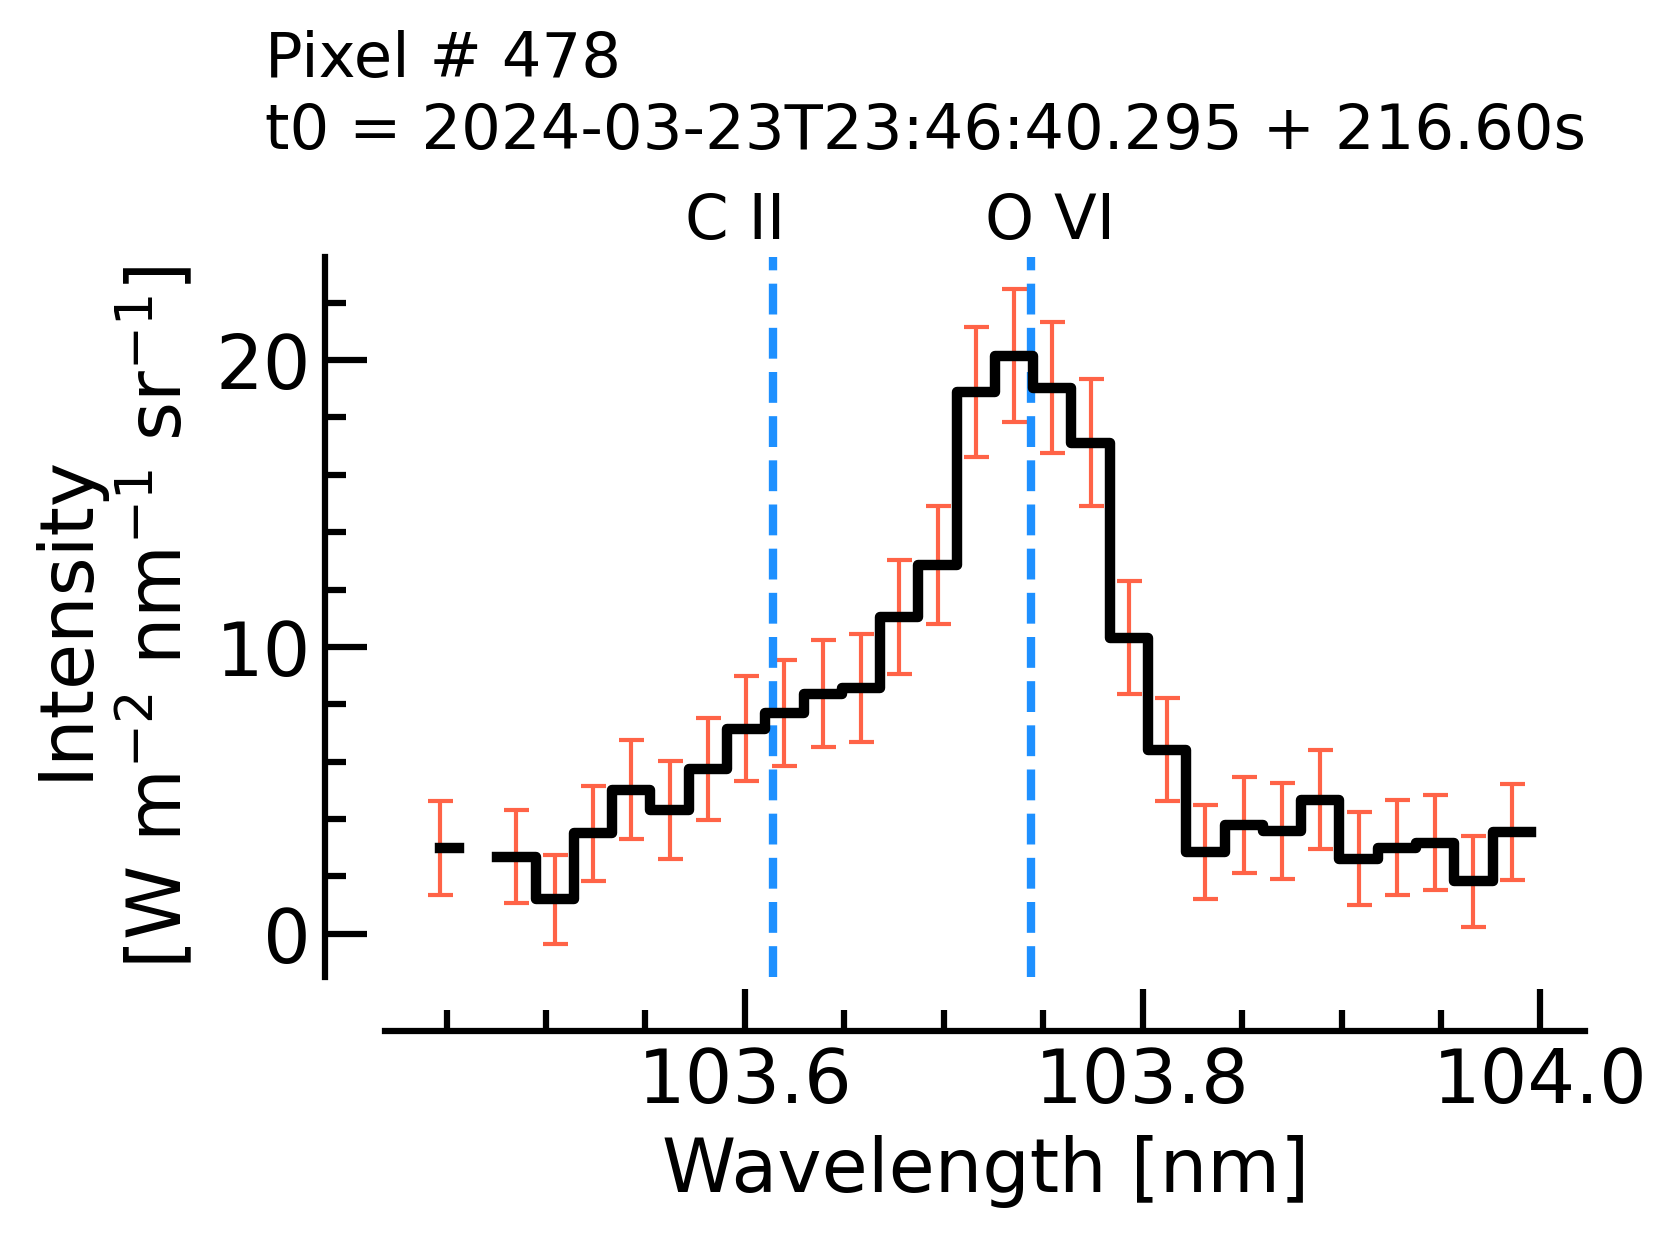 Pixel # 478
t0 = 2024-03-23T23:46:40.295 + 216.60s
C II
O VI
Intensity
[W m⁻² nm⁻¹ sr⁻¹]
20
10
0
103.6
103.8
104.0
Wavelength [nm]